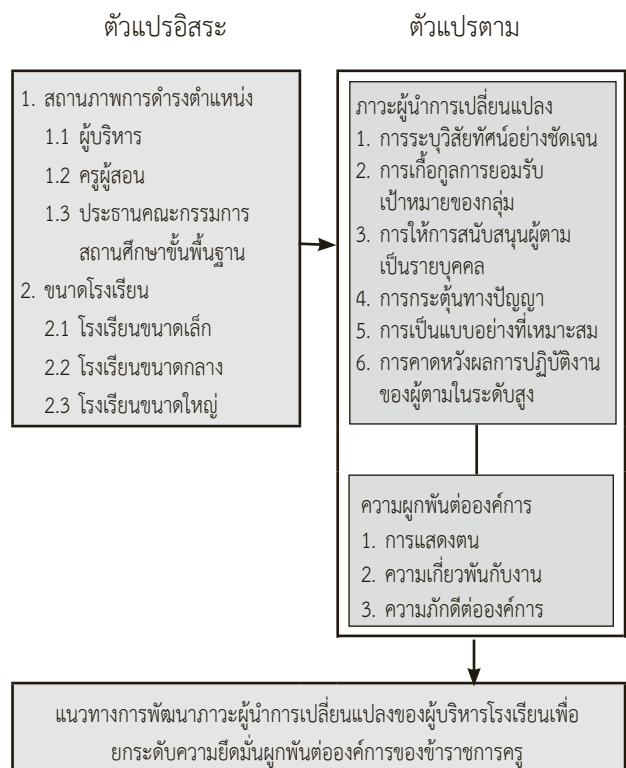 ตัวแปรอิสระ
ตัวแปรตาม
1. สถานภาพการดำรงตำแหน่ง
1.1 ผู้บริหาร
1.2 ครูผู้สอน
1.3 ประธานคณะกรรมการ
สถานศึกษาขั้นพื้นฐาน
2. ขนาดโรงเรียน
2.1 โรงเรียนขนาดเล็ก
2.2 โรงเรียนขนาดกลาง
2.3 โรงเรียนขนาดใหญ่
ภาวะผู้นำการเปลี่ยนแปลง
1. การระบุวิสัยทัศน์อย่างชัดเจน
2. การเกื้อกูลการยอมรับ
เป้าหมายของกลุ่ม
3. การให้การสนับสนุนผู้ตาม
เป็นรายบุคคล
4. การกระตุ้นทางปัญญา
5. การเป็นแบบอย่างที่เหมาะสม
6. การคาดหวังผลการปฏิบัติงาน
ของผู้ตามในระดับสูง
ความผูกพันต่อองค์การ
1. การแสดงตน
2. ความเกี่ยวพันกับงาน
3. ความภักดีต่อองค์การ
แนวทางการพัฒนาภาวะผู้นำการเปลี่ยนแปลงของผู้บริหารโรงเรียนเพื่อ
ยกระดับความยึดมั่นผูกพันต่อองค์การของข้าราชการครู